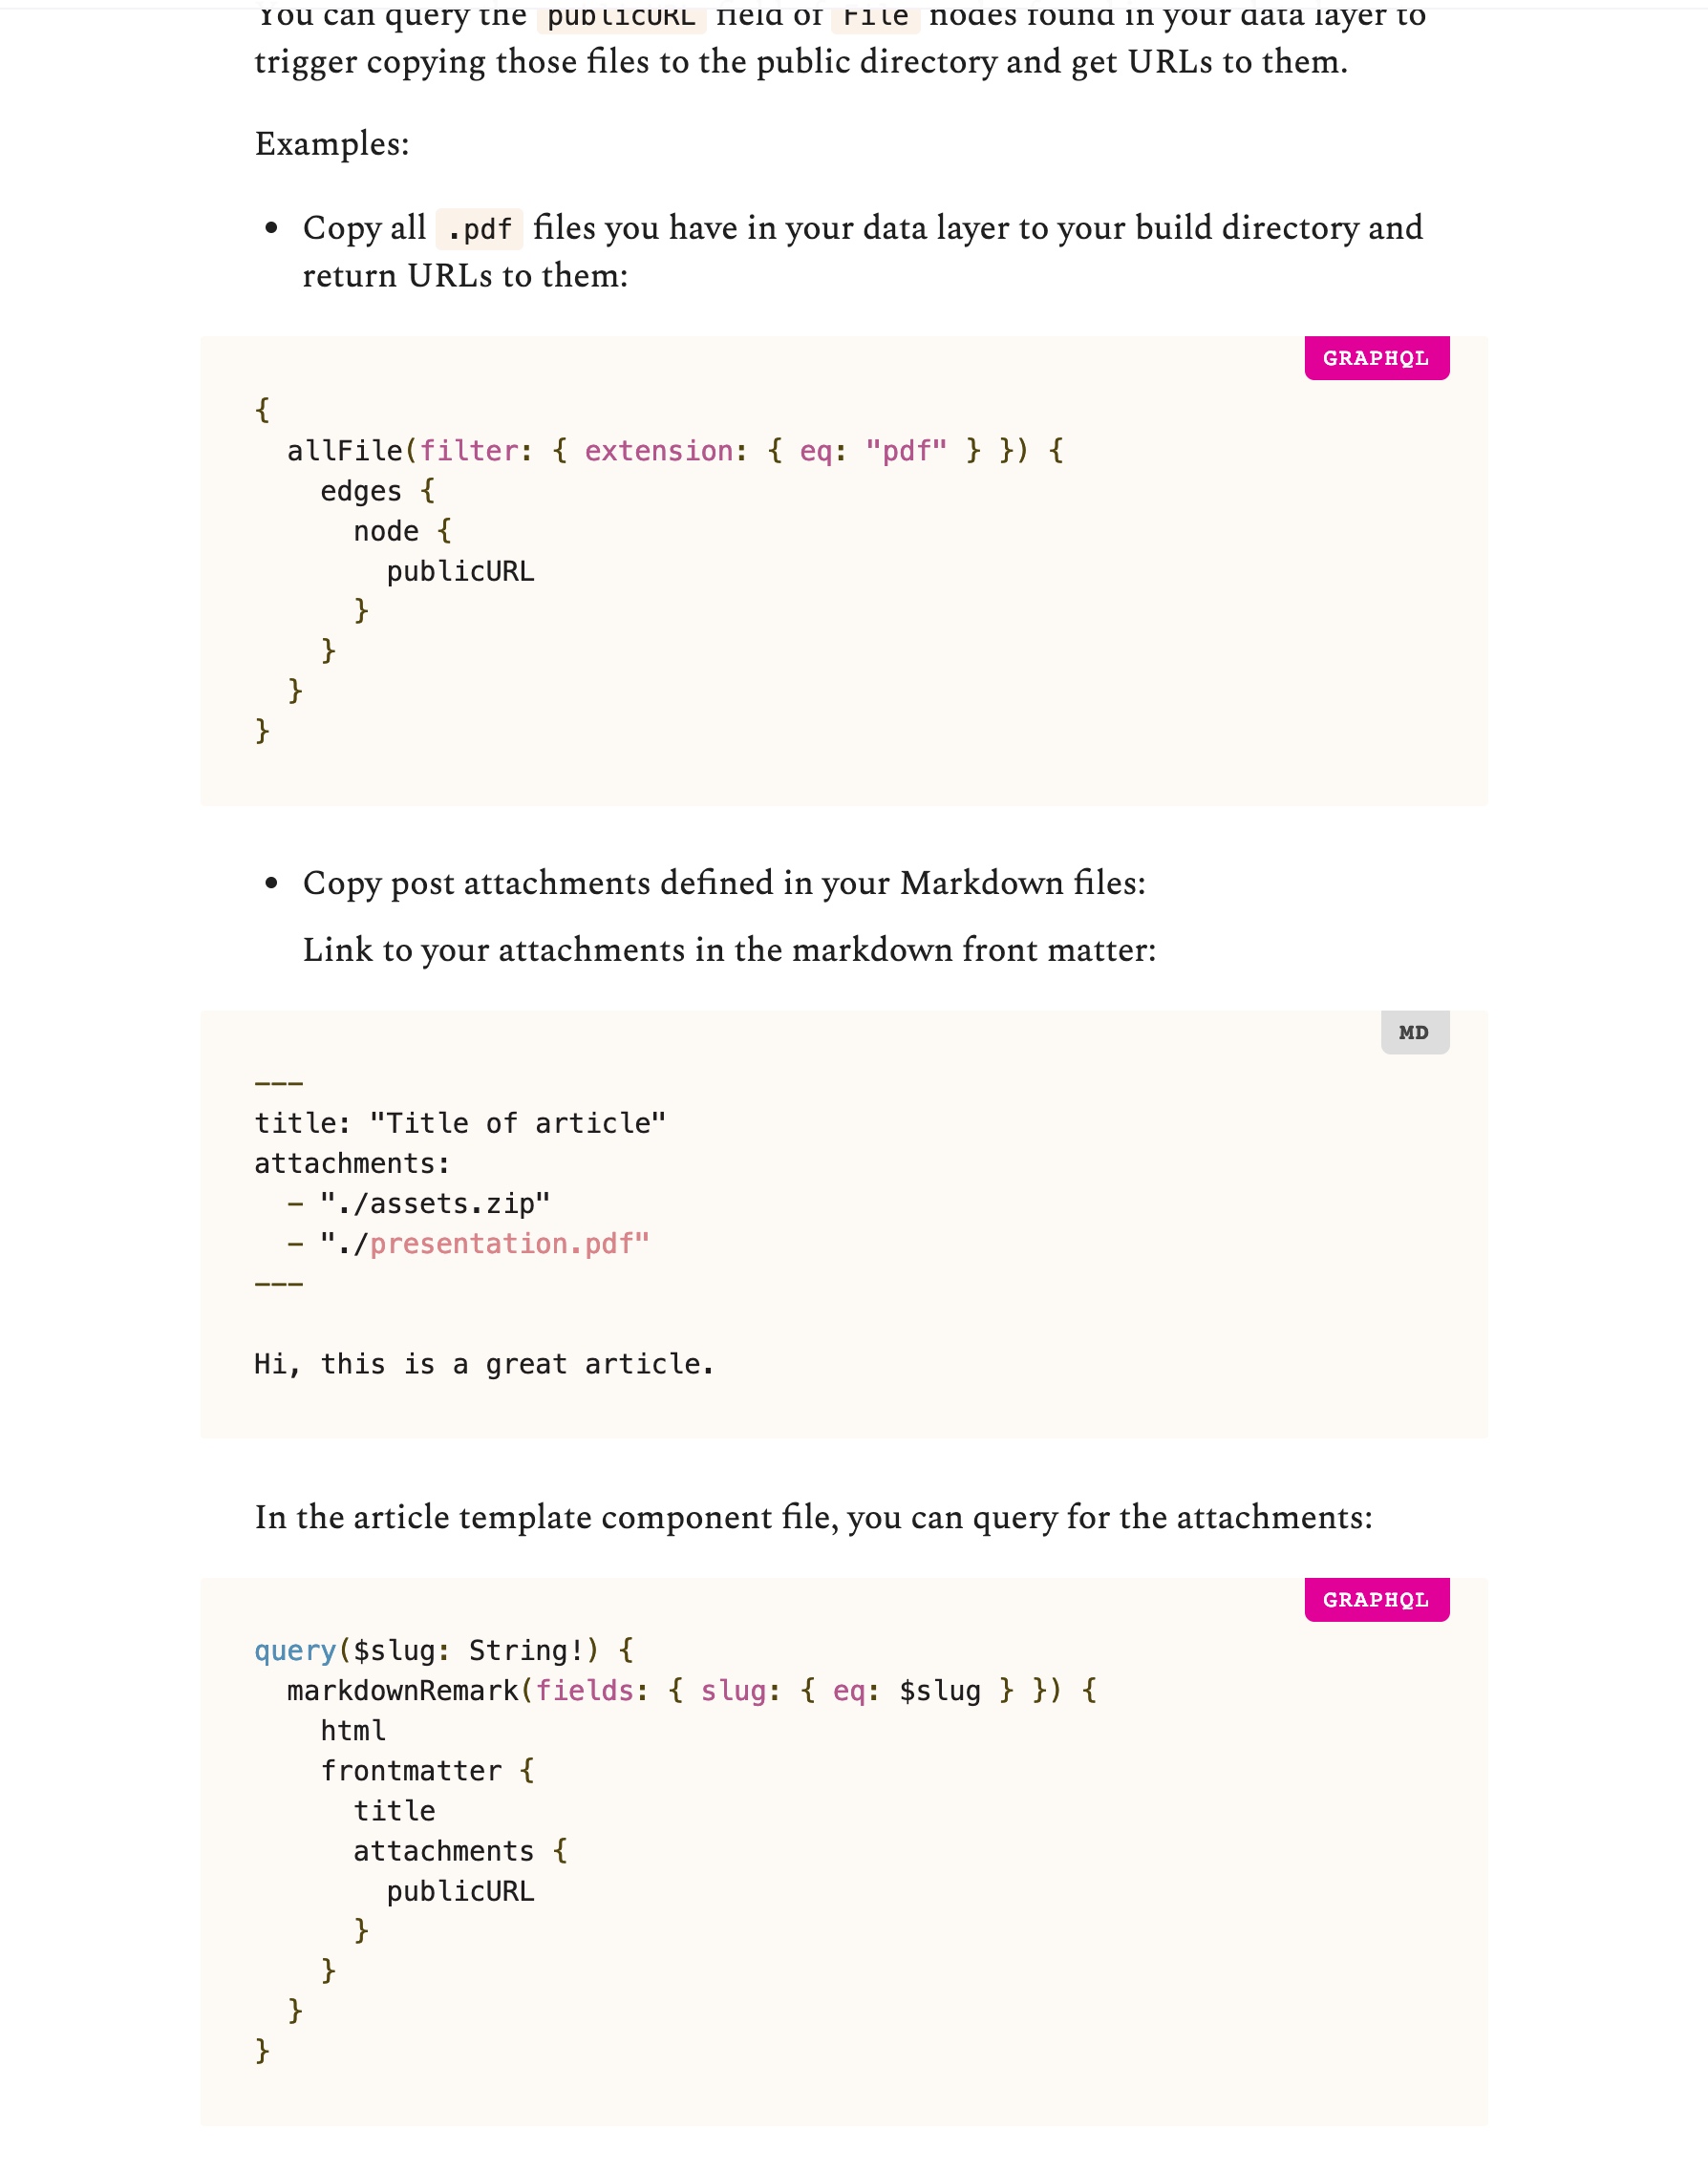 You can query the publicURL field of File nodes found in your data layer to
trigger copying those files to the public directory and get URLs to them.
Examples:
• Copy all .pdf files you have in your data layer to your build directory and
return URLs to them:
GRAPHQL
{
  allFile(filter: { extension: { eq: "pdf" } }) {
    edges {
      node {
        publicURL
      }
    }
  }
}
• Copy post attachments defined in your Markdown files:
Link to your attachments in the markdown front matter:
MD
---
title: "Title of article"
attachments:
  - "./assets.zip"
  - "./presentation.pdf"
---
Hi, this is a great article.
In the article template component file, you can query for the attachments:
GRAPHQL
query($slug: String!) {
  markdownRemark(fields: { slug: { eq: $slug } }) {
    html
    frontmatter {
      title
      attachments {
        publicURL
      }
    }
  }
}